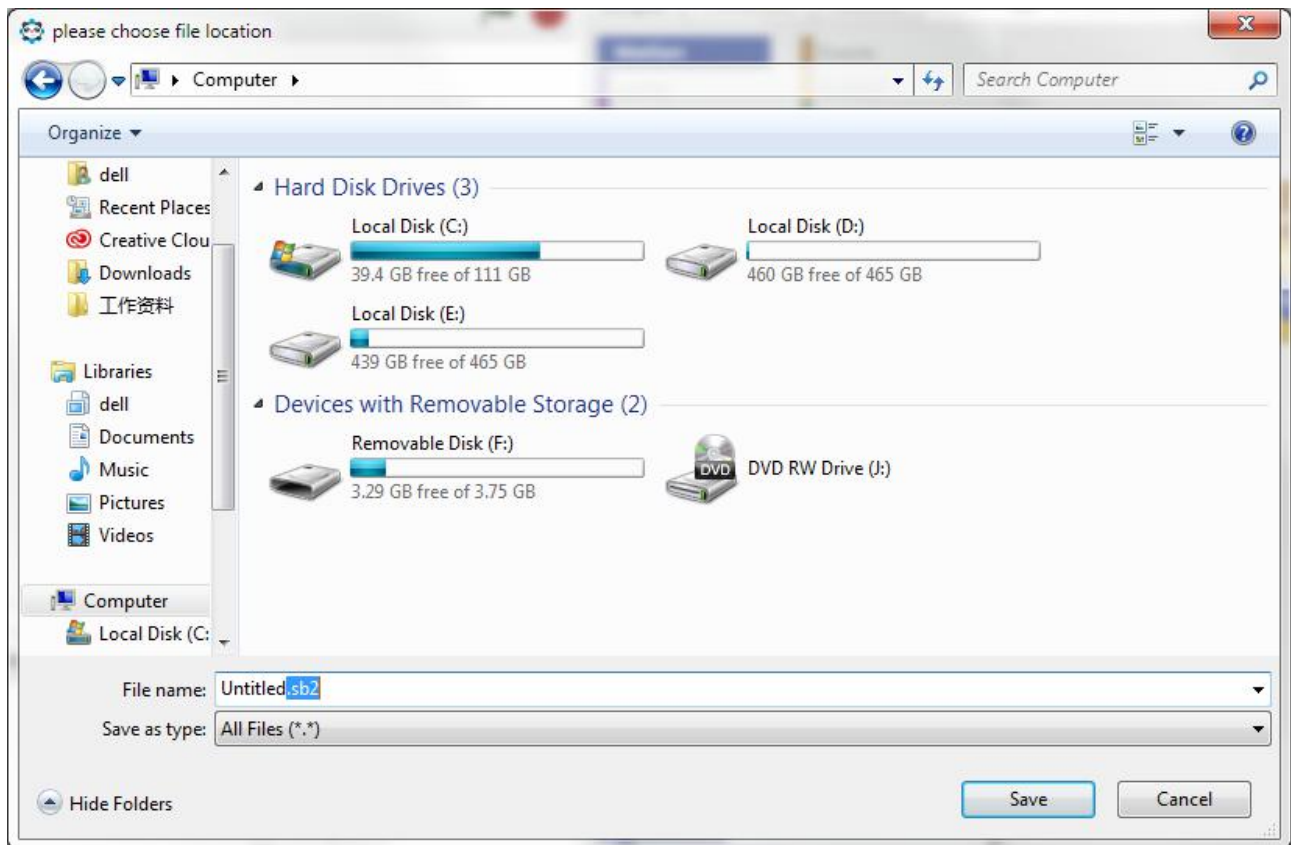 please choose file location
Computer
Search Computer
Organize
dell
Recent Places
Creative Clou
Downloads
工作资料
Libraries
dell
Documents
Music
Pictures
Videos
Computer
Local Disk (C:
Hard Disk Drives (3)
Local Disk (C:)
39.4 GB free of 111 GB
Local Disk (D:)
460 GB free of 465 GB
Local Disk (E:)
439 GB free of 465 GB
Devices with Removable Storage (2)
Removable Disk (F:)
3.29 GB free of 3.75 GB
DVD
DVD RW Drive (J:)
File name: Untitled.sb2
Save as type: All Files (*.*)
Hide Folders
Save
Cancel